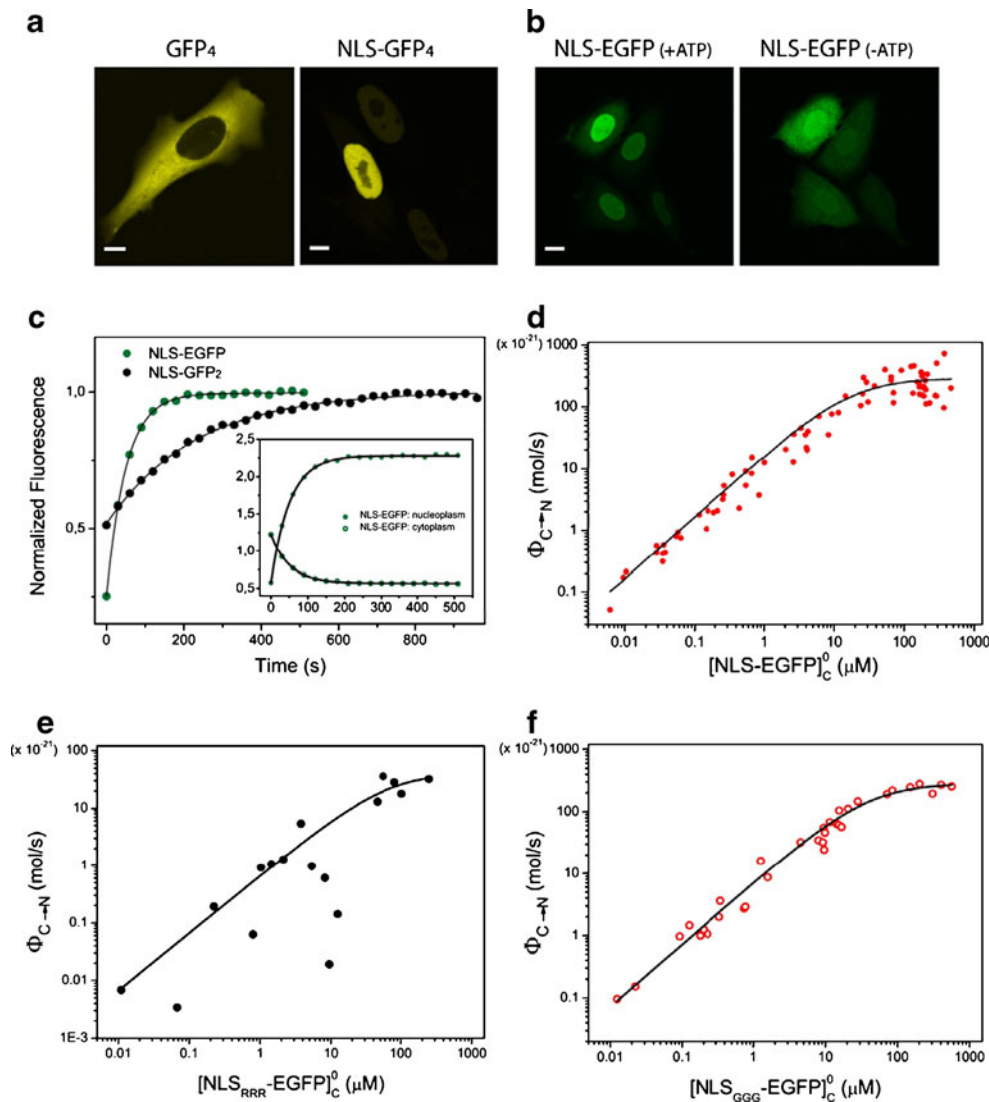 a
GFP4
NLS-GFP4
b
NLS-EGFP (+ATP)
NLS-EGFP (-ATP)
c
Normalized Fluorescence
1,0
0,5
NLS-EGFP
NLS-GFP2
2,5
2,0
1,5
1,0
0,5
NLS-EGFP: nucleoplasm
NLS-EGFP: cytoplasm
0 100 200 300 400 500
0 200 400 600 800
Time (s)
d
(x 10-21)
ΦC→N (mol/s)
1000
100
10
1
0.1
0.01 0.1 1 10 100 1000
[NLS-EGFP]0C (μM)
e
(x 10-21)
ΦC→N (mol/s)
100
10
1
0.1
0.01
1E-3
0.01 0.1 1 10 100 1000
[NLSRRR-EGFP]0C (μM)
f
(x 10-21)
ΦC→N (mol/s)
1000
100
10
1
0.1
0.01 0.1 1 10 100 1000
[NLSGGG-EGFP]0C (μM)